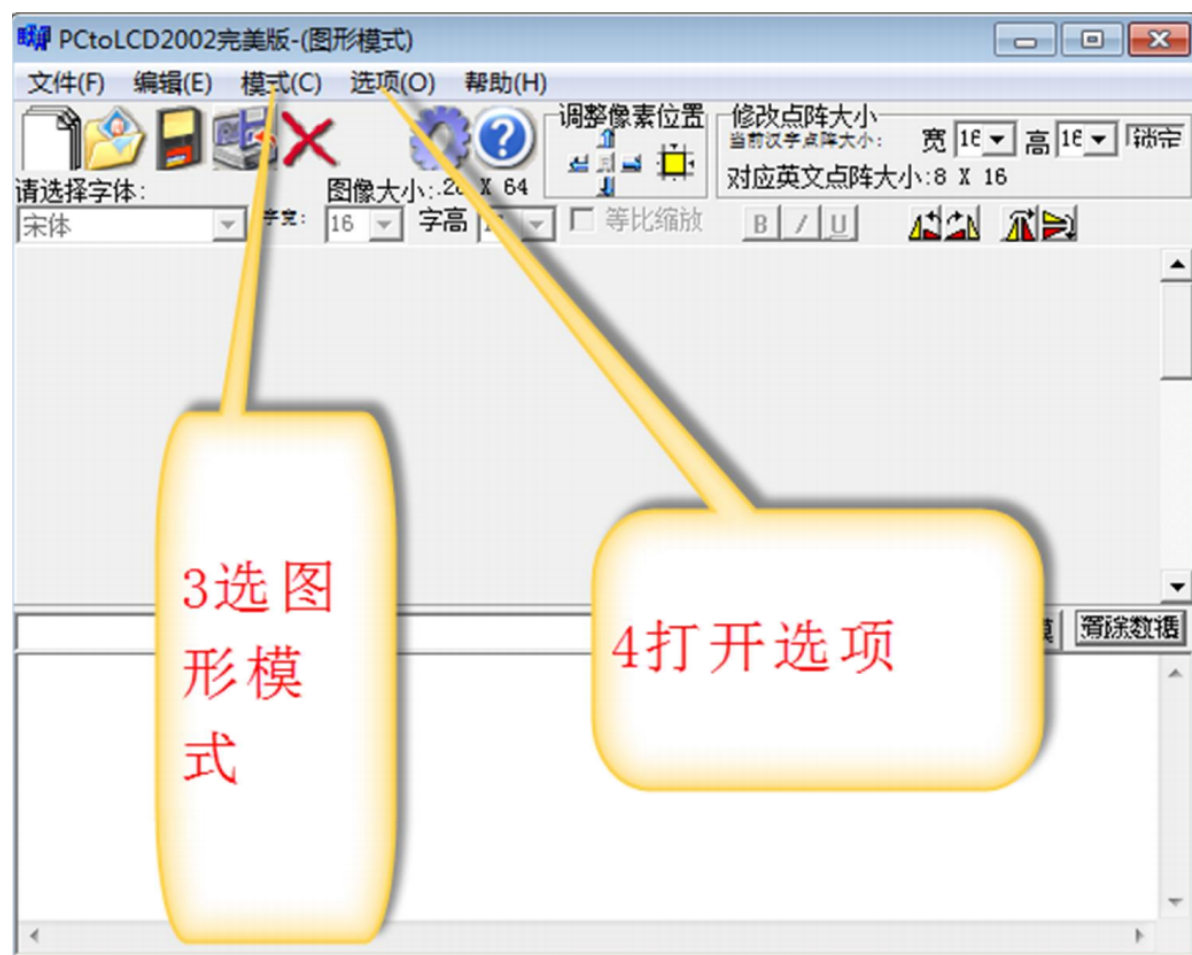 PCtoLCD2002完美版-(图形模式)
文件(F) 编辑(E) 模式(C) 选项(O) 帮助(H)
调整像素位置
修改点阵大小
当前汉字点阵大小: 宽 16 高 16 锁定
对应英文点阵大小:8 X 16
请选择字体: 图像大小: X 64
宋体 字宽: 16 字高 等比缩放 B I U
3选图
形模
式
4打开选项
清除数据